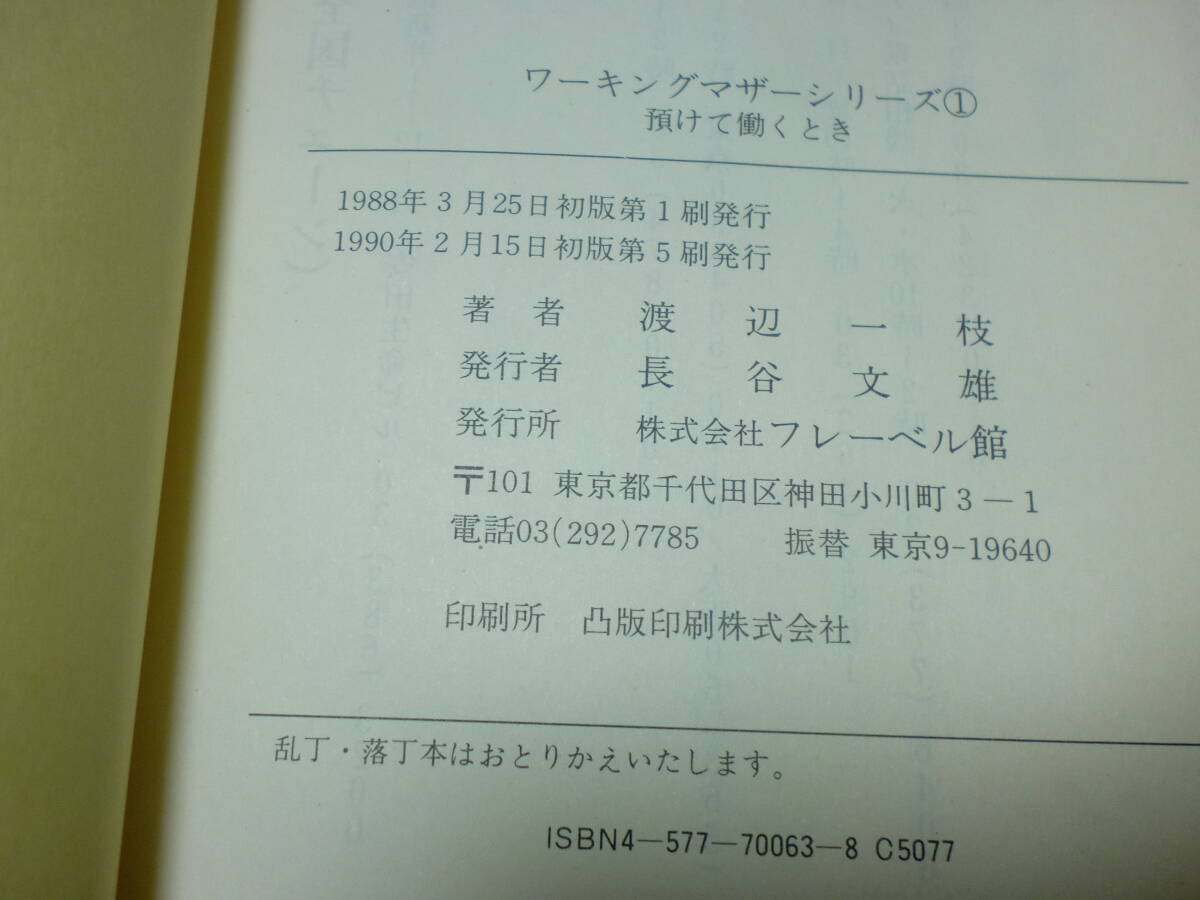 ワーキングマザーシリーズ①
預けて働くとき
1988年3月25日初版第1刷発行
1990年2月15日初版第5刷発行
著者 渡辺一枝
発行者 長谷文雄
発行所 株式会社フレーベル館
〒101 東京都千代田区神田小川町3－1
電話03(292)7785 振替 東京9-19640
印刷所 凸版印刷株式会社
乱丁・落丁本はおとりかえいたします。
ISBN4－577－70063－8 C5077